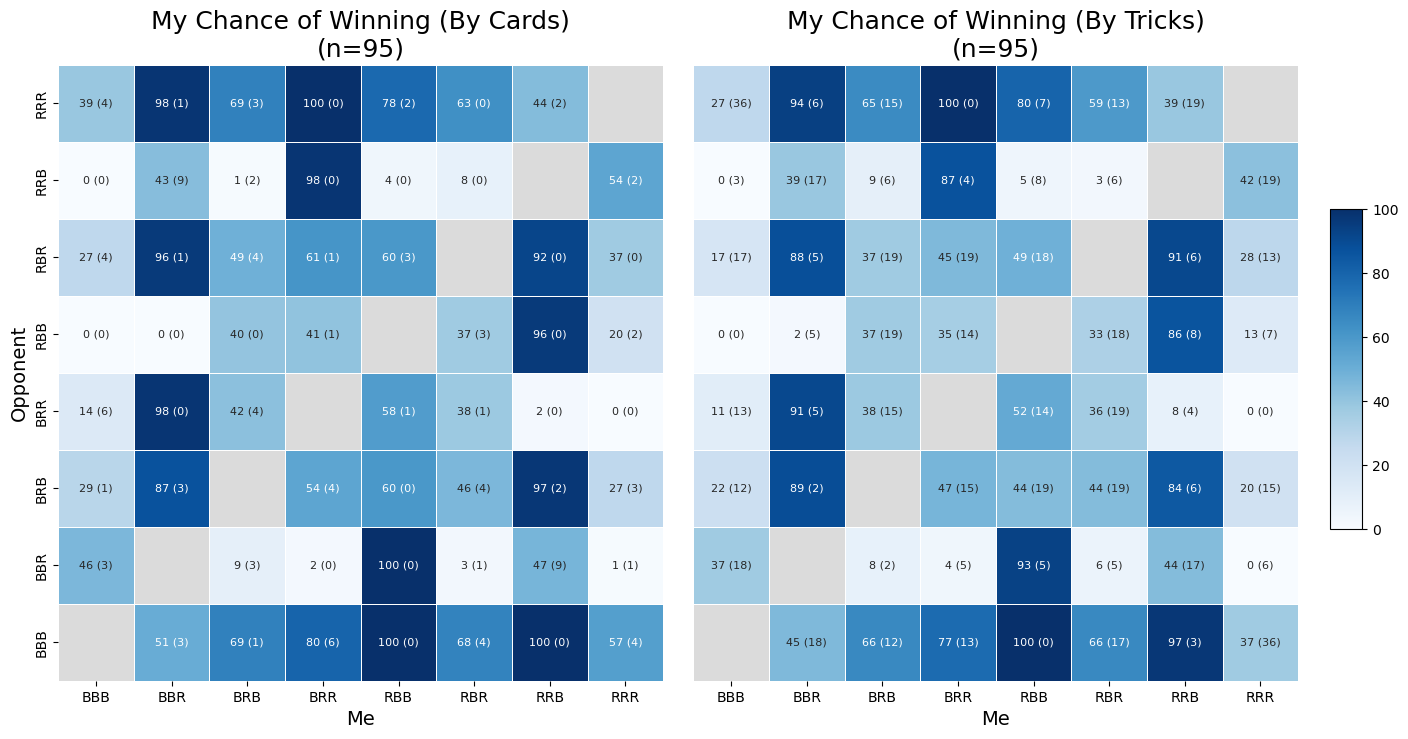 My Chance of Winning (By Cards)
(n=95)
My Chance of Winning (By Tricks)
(n=95)
RRR 39 (4) 98 (1) 69 (3) 100 (0) 78 (2) 63 (0) 44 (2)
RRB 0 (0) 43 (9) 1 (2) 98 (0) 4 (0) 8 (0) 54 (2)
RBR 27 (4) 96 (1) 49 (4) 61 (1) 60 (3) 92 (0) 37 (0)
RBB 0 (0) 0 (0) 40 (0) 41 (1) 37 (3) 96 (0) 20 (2)
BRR 14 (6) 98 (0) 42 (4) 58 (1) 38 (1) 2 (0) 0 (0)
BRB 29 (1) 87 (3) 54 (4) 60 (0) 46 (4) 97 (2) 27 (3)
BBR 46 (3) 9 (3) 2 (0) 100 (0) 3 (1) 47 (9) 1 (1)
BBB 51 (3) 69 (1) 80 (6) 100 (0) 68 (4) 100 (0) 57 (4)
Opponent
BBB BBR BRB BRR RBB RBR RRB RRR
Me
27 (36) 94 (6) 65 (15) 100 (0) 80 (7) 59 (13) 39 (19)
0 (3) 39 (17) 9 (6) 87 (4) 5 (8) 3 (6) 42 (19)
17 (17) 88 (5) 37 (19) 45 (19) 49 (18) 91 (6) 28 (13)
0 (0) 2 (5) 37 (19) 35 (14) 33 (18) 86 (8) 13 (7)
11 (13) 91 (5) 38 (15) 52 (14) 36 (19) 8 (4) 0 (0)
22 (12) 89 (2) 47 (15) 44 (19) 44 (19) 84 (6) 20 (15)
37 (18) 8 (2) 4 (5) 93 (5) 6 (5) 44 (17) 0 (6)
45 (18) 66 (12) 77 (13) 100 (0) 66 (17) 97 (3) 37 (36)
BBB BBR BRB BRR RBB RBR RRB RRR
Me
100
80
60
40
20
0